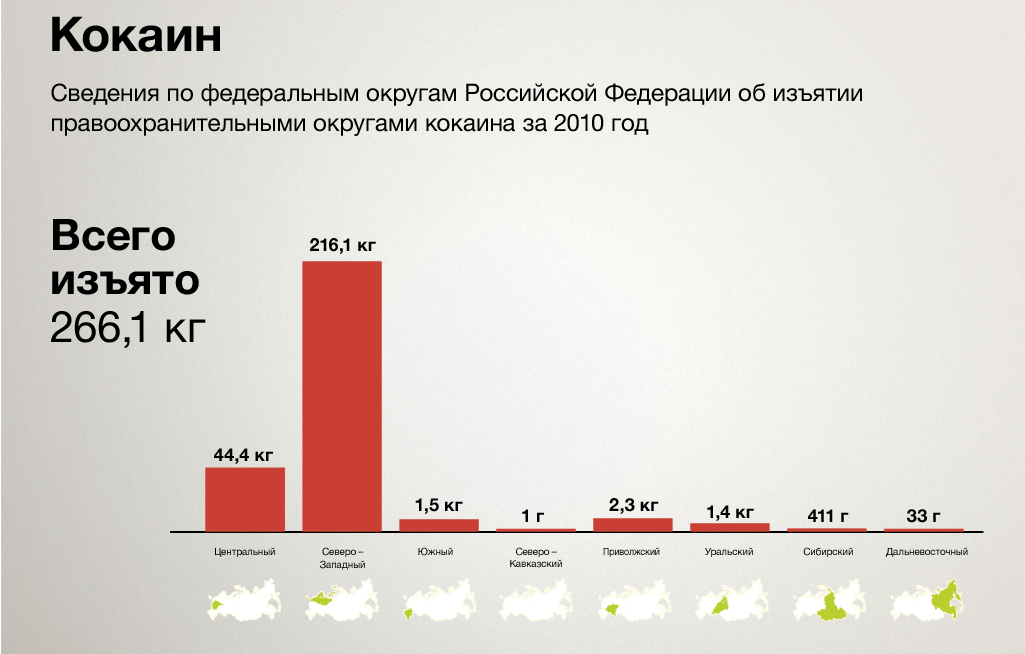 Кокаин
Сведения по федеральным округам Российской Федерации об изъятии
правоохранительными округами кокаина за 2010 год
Всего
изъято
266,1 кг
44,4 кг
216,1 кг
1,5 кг
1 г
2,3 кг
1,4 кг
411 г
33 г
Центральный
Северо –
Западный
Южный
Северо –
Кавказский
Приволжский
Уральский
Сибирский
Дальневосточный